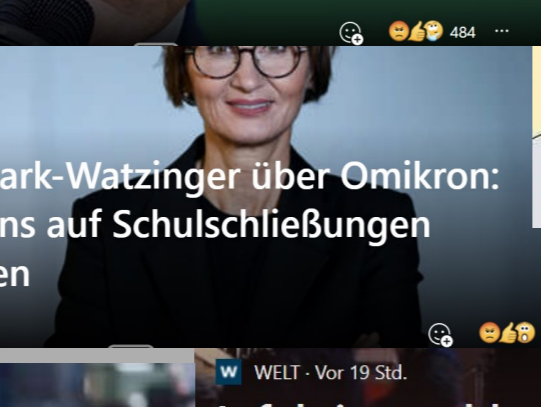 484 ...
ark-Watzinger über Omikron:
ns auf Schulschließungen
en
W WELT · Vor 19 Std.